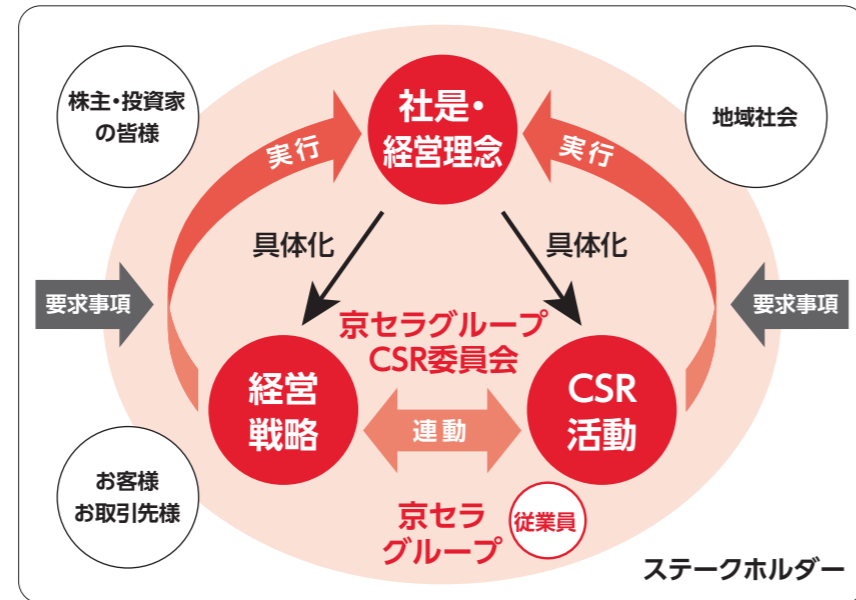 株主・投資家
の皆様
社是・
経営理念
地域社会
実行
実行
具体化
具体化
要求事項
要求事項
京セラグループ
CSR委員会
経営
戦略
連動
CSR
活動
お客様
お取引先様
京セラ
グループ
従業員
ステークホルダー